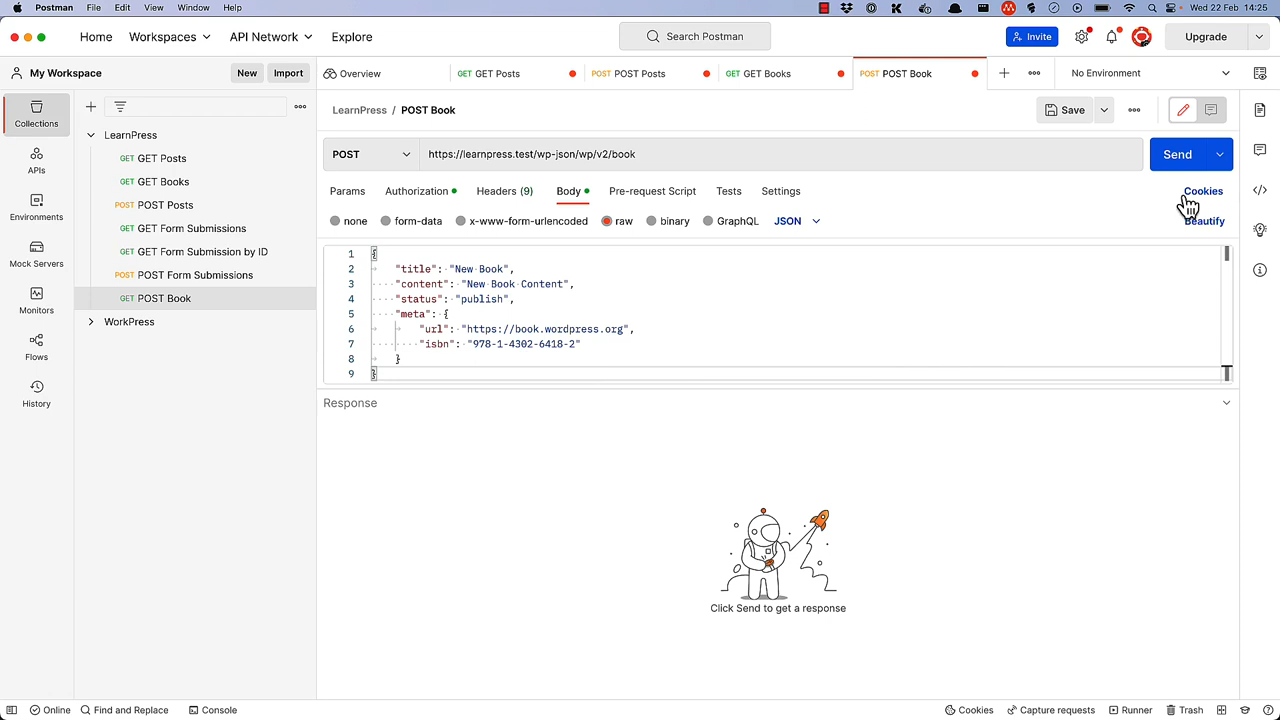 Postman File Edit View Window Help Wed 22 Feb 14:25
Home Workspaces API Network Explore Search Postman Invite Upgrade
My Workspace New Import Overview GET GET Posts POST POST Posts GET GET Books POST POST Book No Environment
Collections
APIs
Environments
Mock Servers
Monitors
Flows
History
LearnPress
GET GET Posts
GET GET Books
POST POST Posts
GET GET Form Submissions
GET GET Form Submission by ID
POST POST Form Submissions
GET POST Book
WorkPress
LearnPress / POST Book Save
POST https://learnpress.test/wp-json/wp/v2/book Send
Params Authorization Headers (9) Body Pre-request Script Tests Settings Cookies
none form-data x-www-form-urlencoded raw binary GraphQL JSON Beautify
1 {
2 "title": "New Book",
3 "content": "New Book Content",
4 "status": "publish",
5 "meta": {
6 "url": "https://book.wordpress.org",
7 "isbn": "978-1-4302-6418-2"
8 }
9 }
Response
Click Send to get a response
Online Find and Replace Console Cookies Capture requests Runner Trash